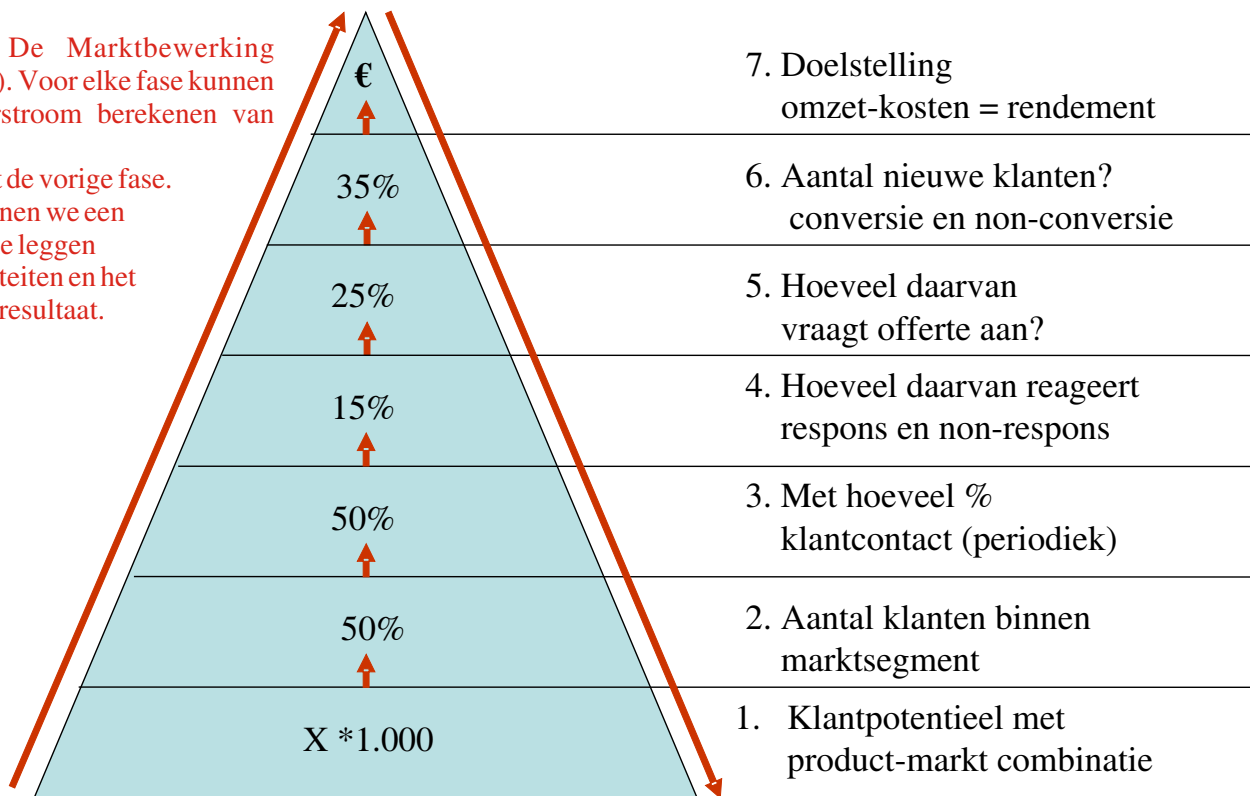 De Marktbewerking
). Voor elke fase kunnen
rstroom berekenen van
t de vorige fase.
nen we een
e leggen
teiten en het
resultaat.
€
35%
25%
15%
50%
50%
X *1.000
7. Doelstelling
omzet-kosten = rendement
6. Aantal nieuwe klanten?
conversie en non-conversie
5. Hoeveel daarvan
vraagt offerte aan?
4. Hoeveel daarvan reageert
respons en non-respons
3. Met hoeveel %
klantcontact (periodiek)
2. Aantal klanten binnen
marktsegment
1. Klantpotentieel met
product-markt combinatie